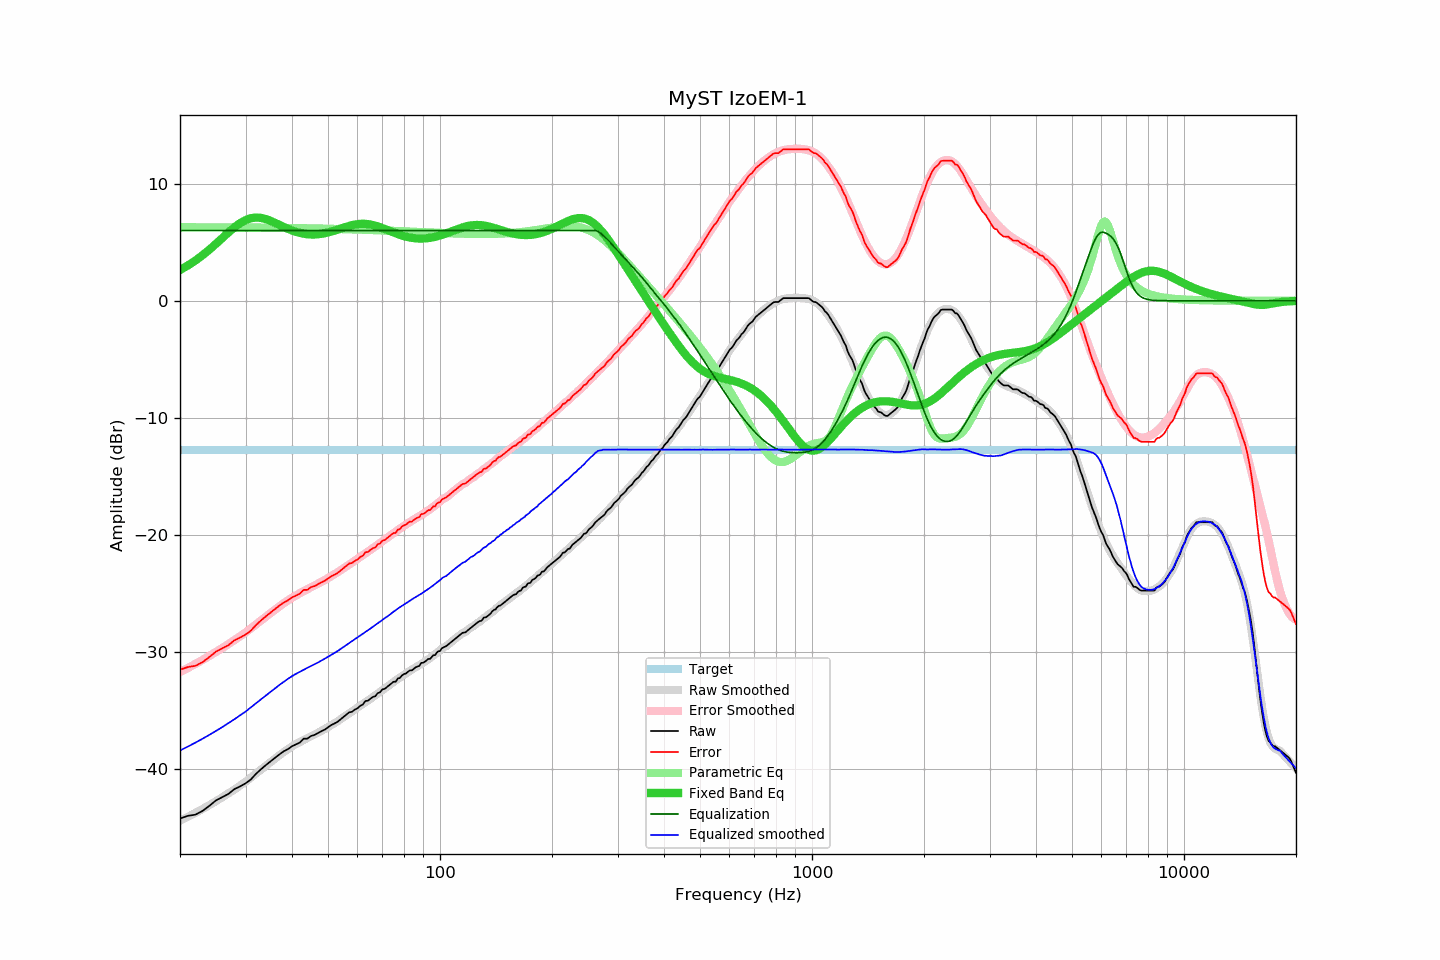 MyST IzoEM-1
10
0
−10
−20
−30
−40
Amplitude (dBr)
Target
Raw Smoothed
Error Smoothed
Raw
Error
Parametric Eq
Fixed Band Eq
Equalization
Equalized smoothed
100
1000
10000
Frequency (Hz)